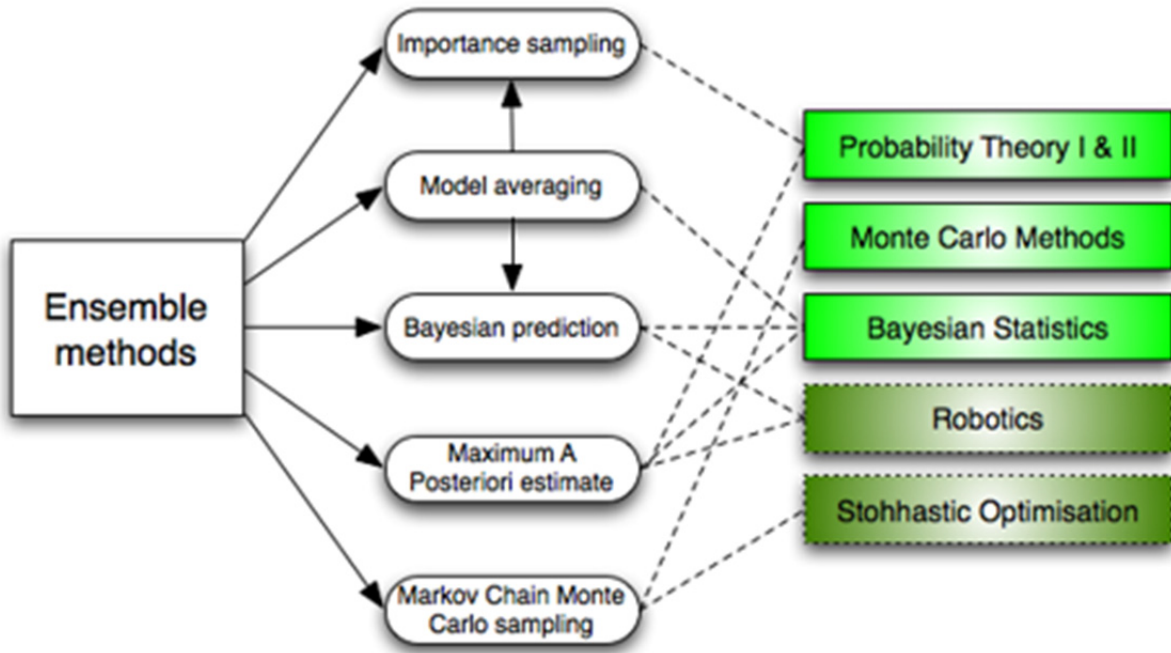 Ensemble
methods
Importance sampling
Model averaging
Bayesian prediction
Maximum A
Posteriori estimate
Markov Chain Monte
Carlo sampling
Probability Theory I & II
Monte Carlo Methods
Bayesian Statistics
Robotics
Stohhastic Optimisation